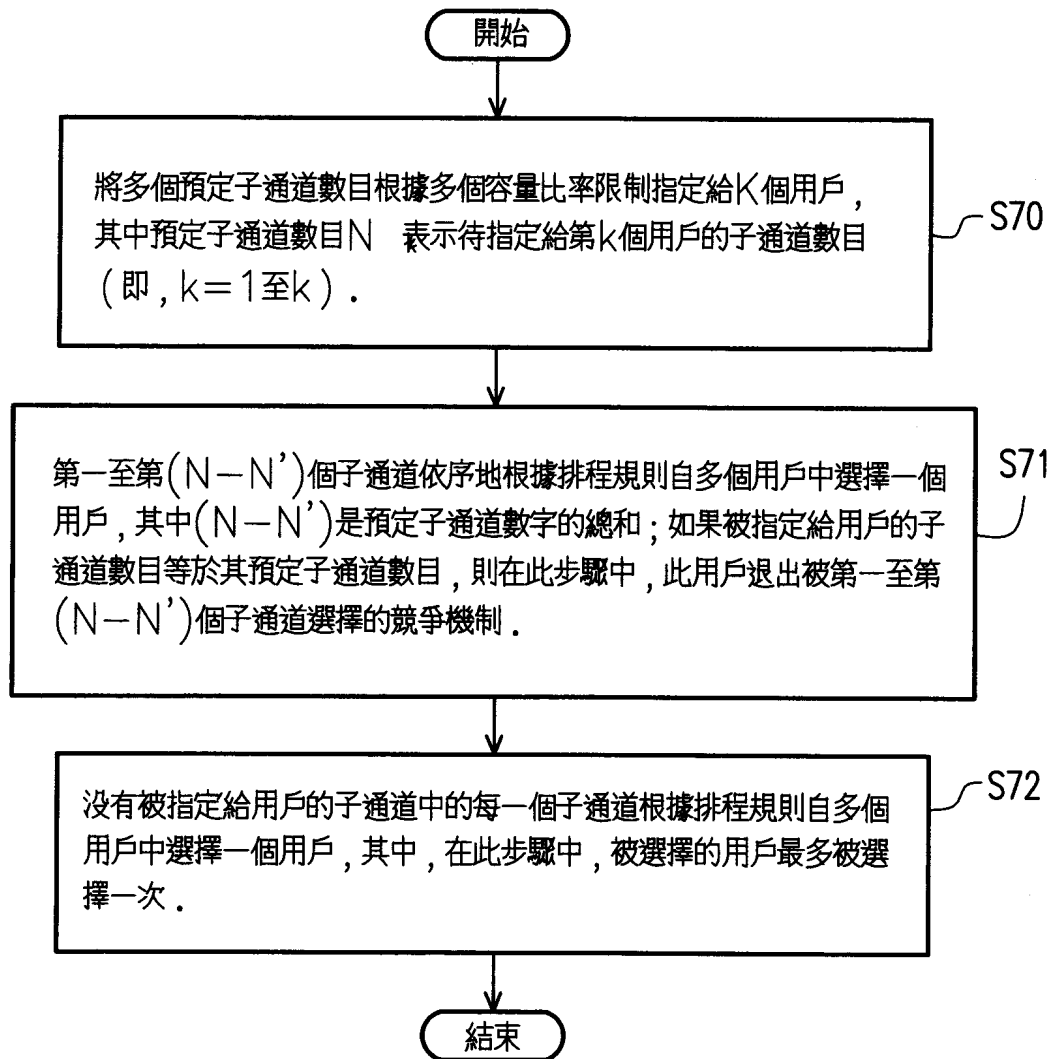 開始
將多個預定子通道數目根據多個容量比率限制指定給K個用戶,
其中預定子通道數目N 表示待指定給第k個用戶的子通道數目
(即,k=1至k).
S70
第一至第(N-N')個子通道依序地根據排程規則自多個用戶中選擇一個
用戶,其中(N-N')是預定子通道數字的總和;如果被指定給用戶的子
通道數目等於其預定子通道數目,則在此步驟中,此用戶退出被第一至第
(N-N')個子通道選擇的競爭機制.
S71
没有被指定給用戶的子通道中的每一個子通道根據排程規則自多個
用戶中選擇一個用戶,其中,在此步驟中,被選擇的用戶最多被選
擇一次.
S72
結束